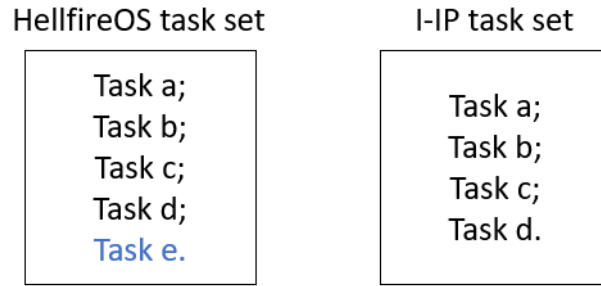 HellfireOS task set
Task a;
Task b;
Task c;
Task d;
Task e.
I-IP task set
Task a;
Task b;
Task c;
Task d.